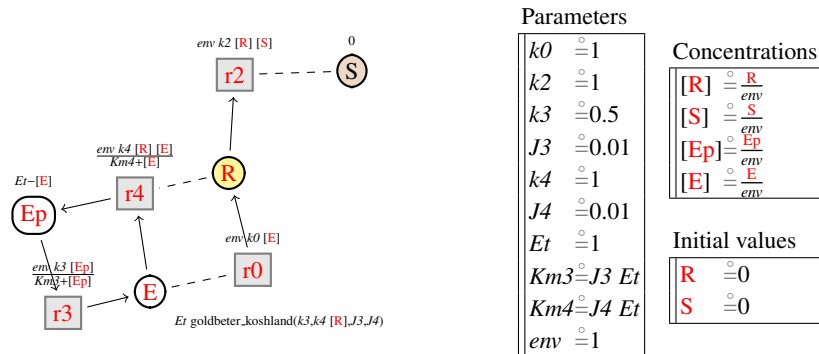 env k2 [R] [S]
0
r2
S
env k4 [R] [E]
Km4+[E]
R
Et−[E]
r4
Ep
env k0 [E]
env k3 [Ep]
Km3+[Ep]
r0
E
r3
Et goldbeter_koshland(k3,k4 [R],J3,J4)
Parameters
k0 ≗1
k2 ≗1
k3 ≗0.5
J3 ≗0.01
k4 ≗1
J4 ≗0.01
Et ≗1
Km3≗J3 Et
Km4≗J4 Et
env ≗1
Concentrations
[R] ≗ R/env
[S] ≗ S/env
[Ep]≗ Ep/env
[E] ≗ E/env
Initial values
R ≗0
S ≗0